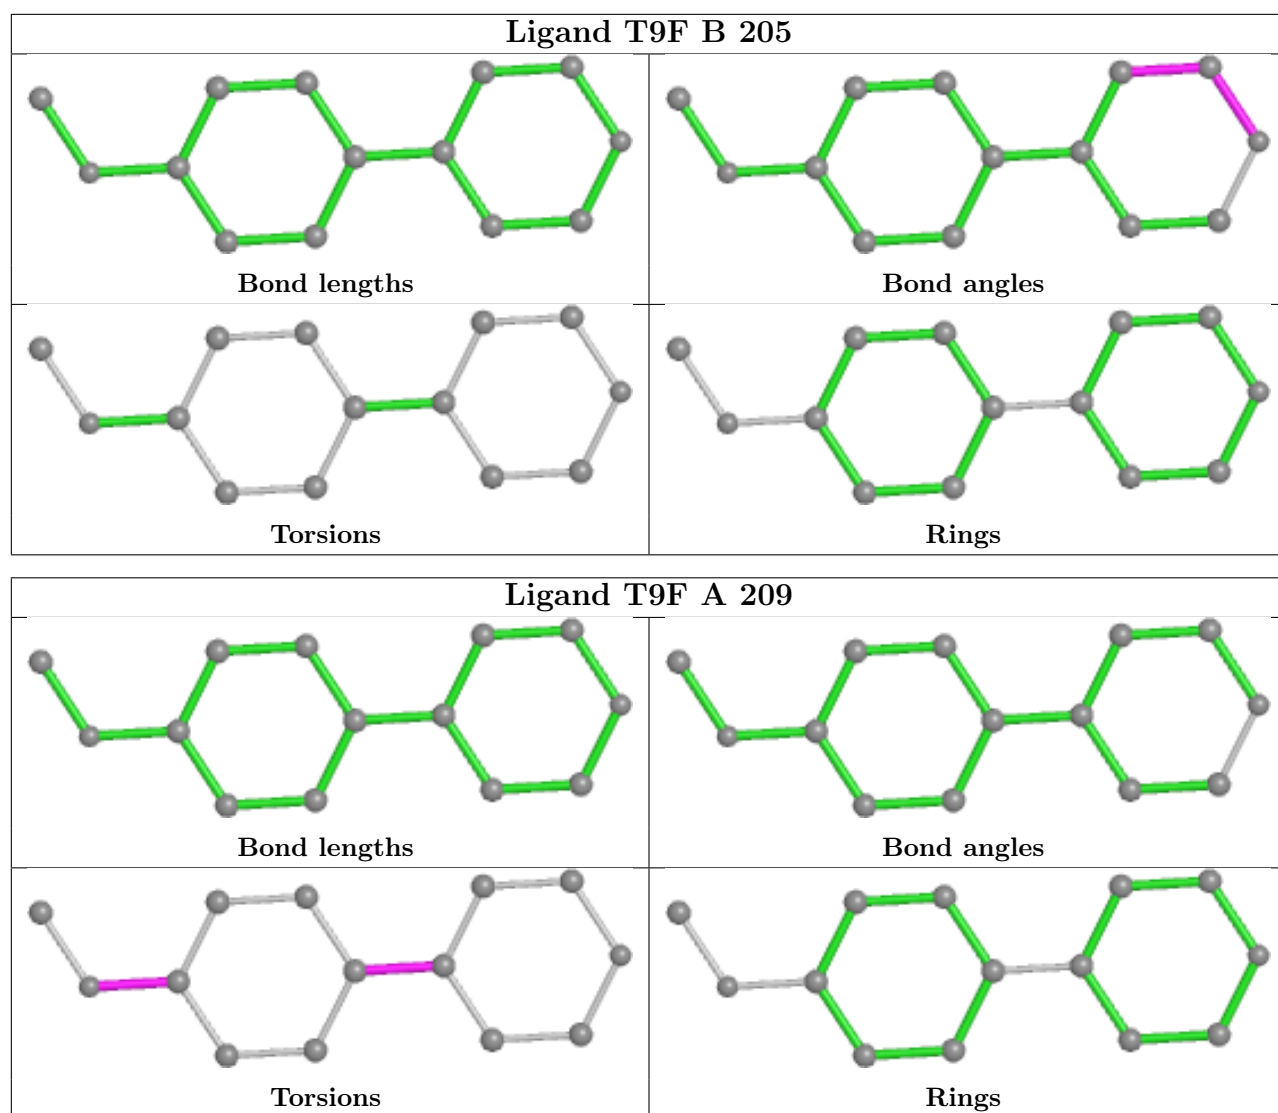 Ligand T9F B 205
Bond lengths
Bond angles
Torsions
Rings
Ligand T9F A 209
Bond lengths
Bond angles
Torsions
Rings